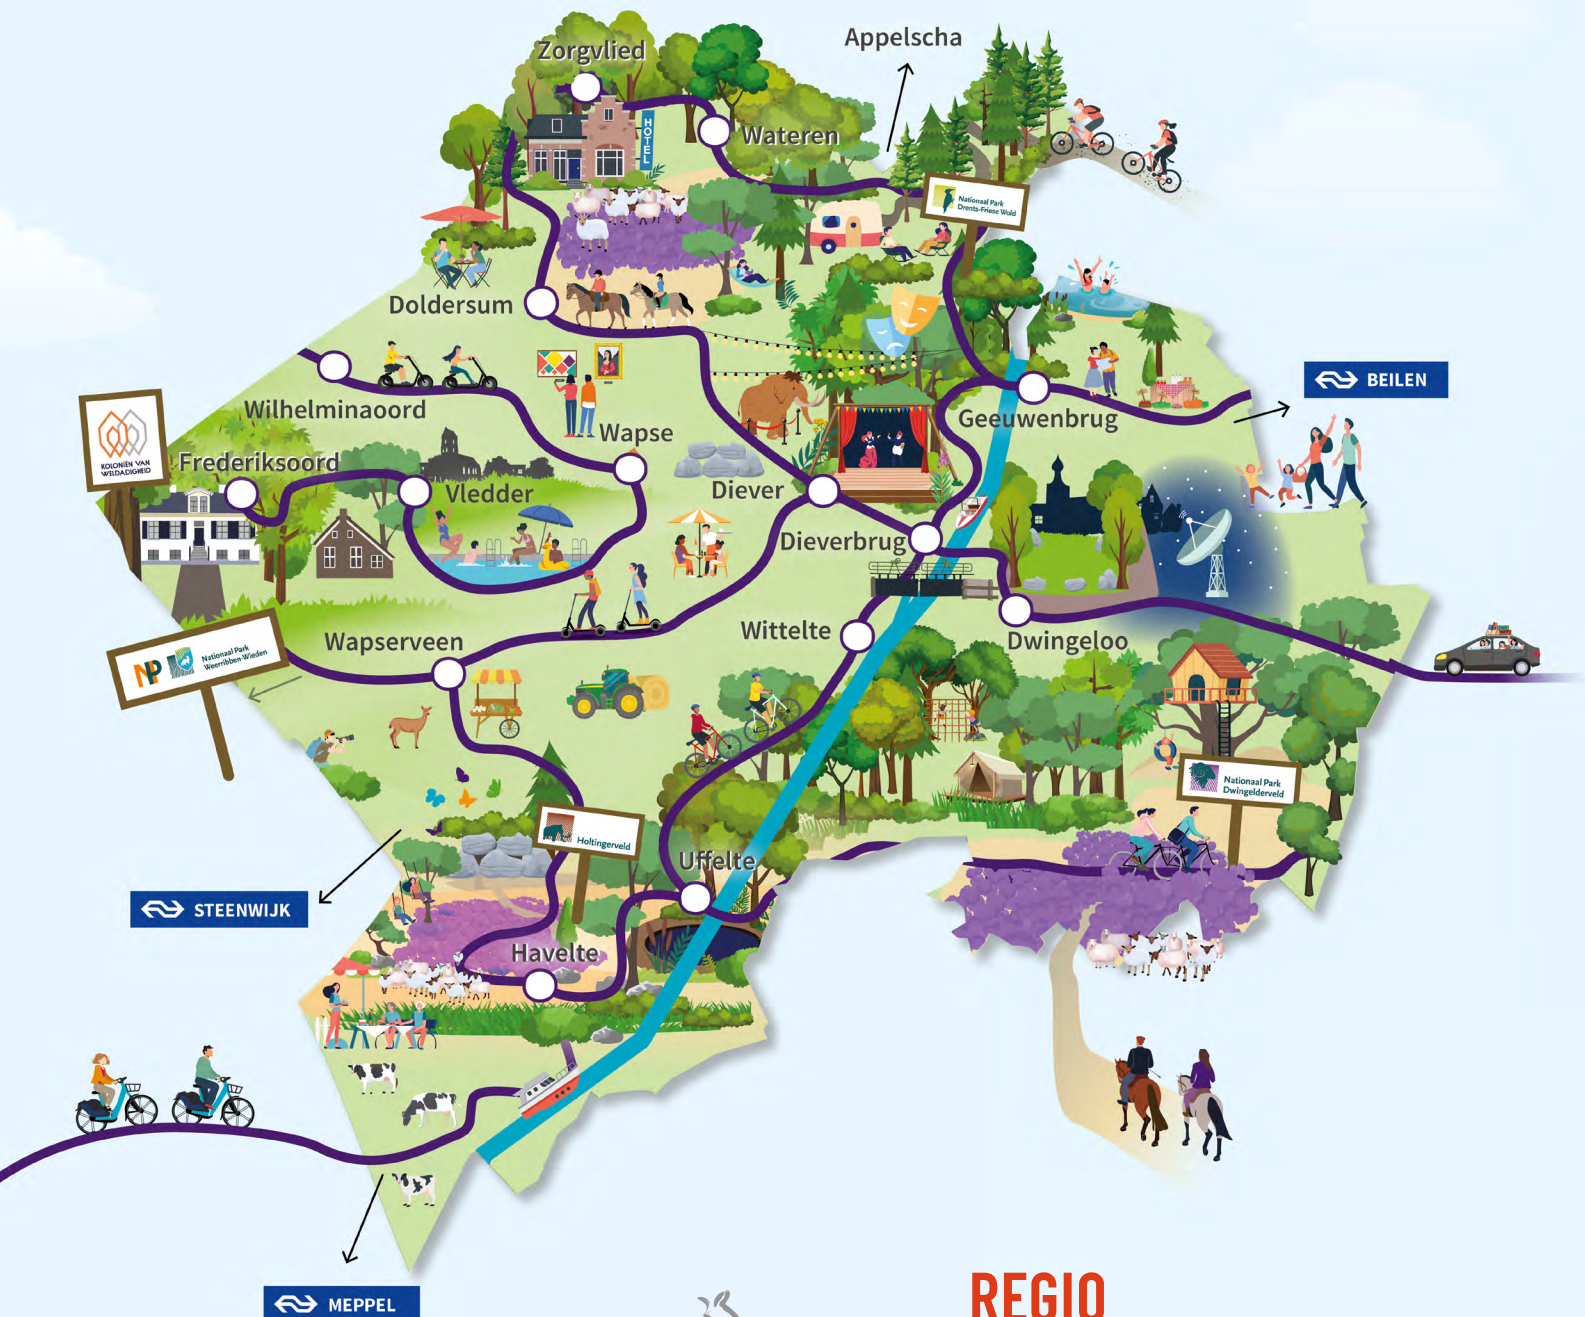 Zorgvlied
Appelscha
HOTEL
Wateren
Nationaal Park
Drents-Friese Wold
Doldersum
BEILEN
Wilhelminaoord
Geeuwenbrug
KOLONIËN VAN
WELDADIGHEID
Wapse
Frederiksoord
Vledder
Diever
Dieverbrug
Wapserveen
Wittelte
Dwingeloo
NP
Nationaal Park
Weerribben-Wieden
Nationaal Park
Dwingelderveld
Holtingerveld
Uffelte
STEENWIJK
Havelte
REGIO
MEPPEL